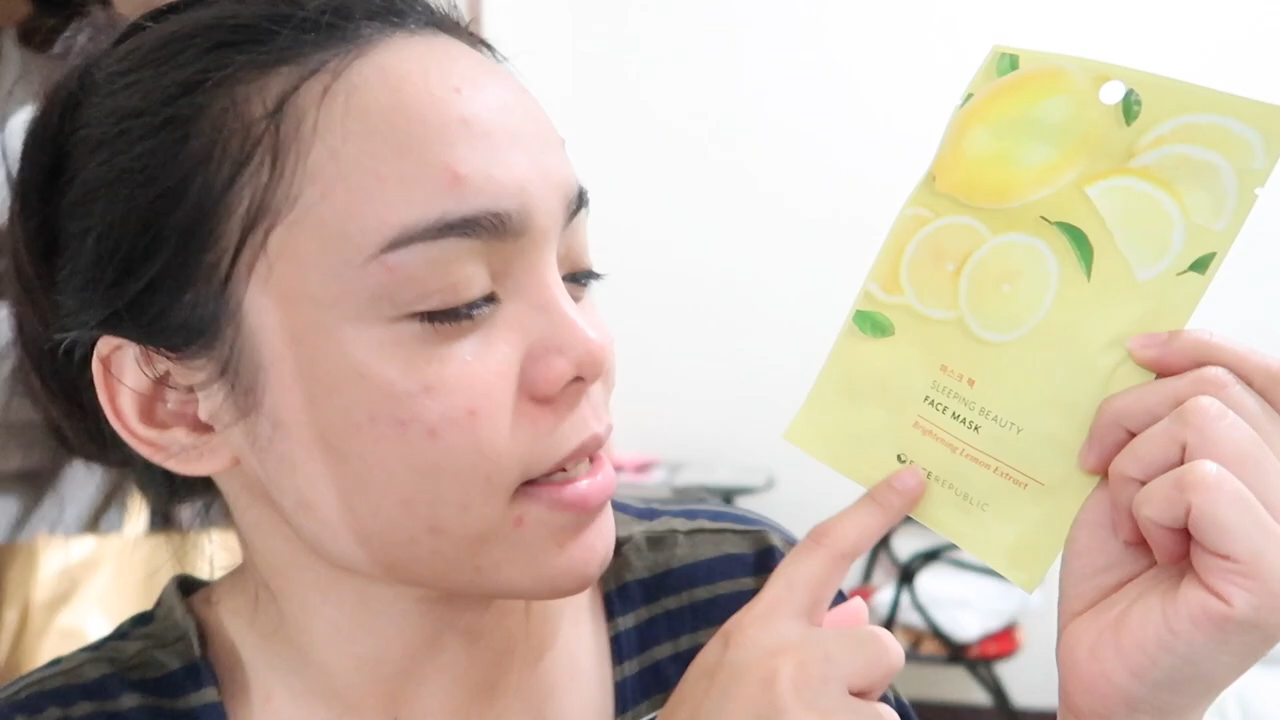 마스크 팩
SLEEPING BEAUTY
FACE MASK
Brightening Lemon Extract
REPUBLIC